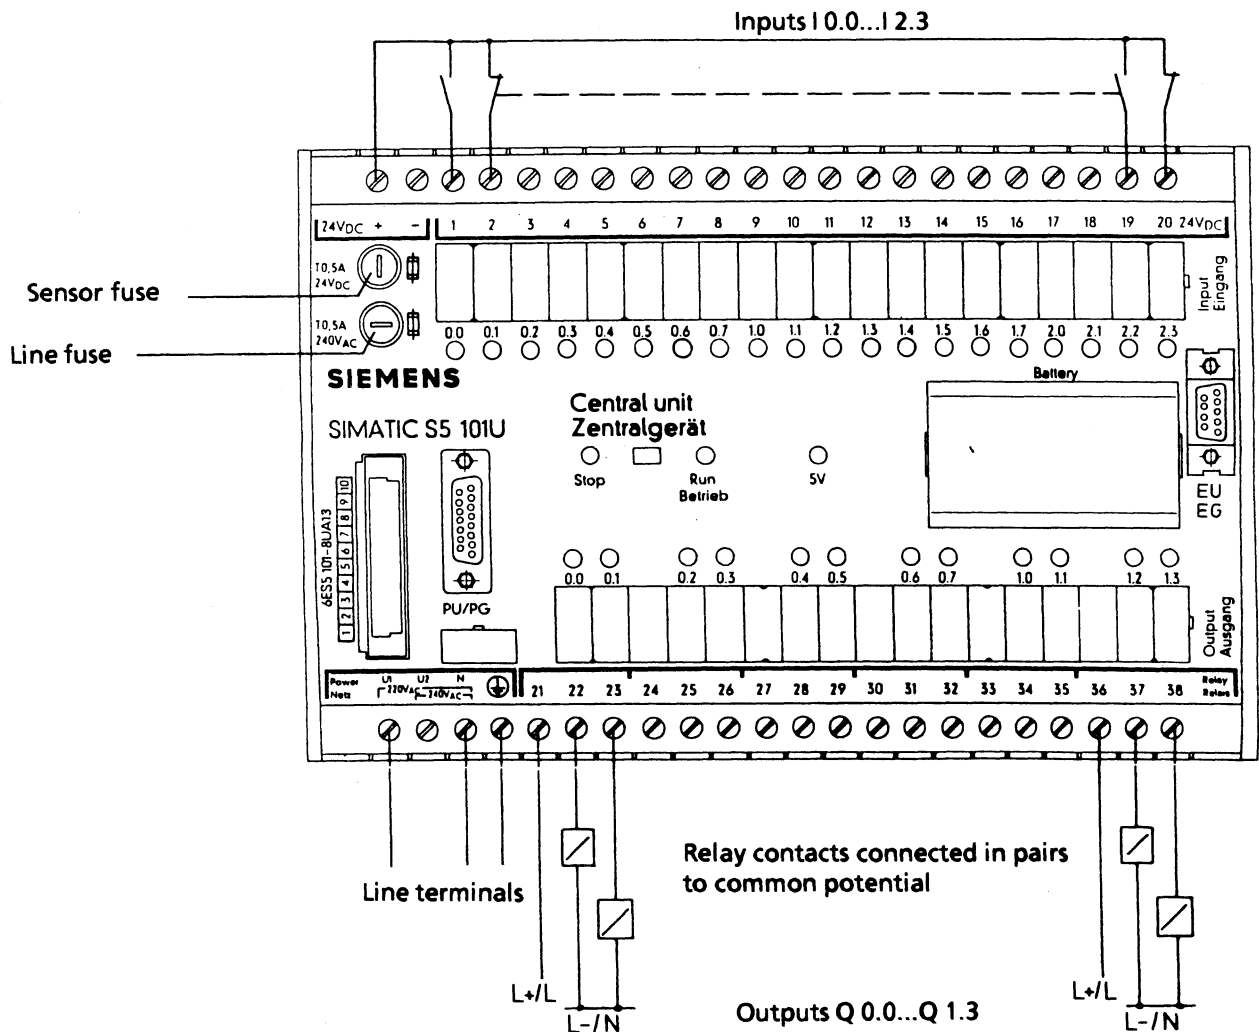 Inputs I 0.0...I 2.3
24VDC + - 1 2 3 4 5 6 7 8 9 10 11 12 13 14 15 16 17 18 19 20 24VDC
T0,5A
24VDC
Sensor fuse
Input
Eingang
T0,5A
240VAC
Line fuse
0.0 0.1 0.2 0.3 0.4 0.5 0.6 0.7 1.0 1.1 1.2 1.3 1.4 1.5 1.6 1.7 2.0 2.1 2.2 2.3
SIEMENS
Battery
SIMATIC S5 101U
Central unit
Zentralgerät
Stop
Run
Betrieb
5V
EU
EG
6ES5 101-8UA13
1 2 3 4 5 6 7 8 9 10
PU/PG
0.0 0.1 0.2 0.3 0.4 0.5 0.6 0.7 1.0 1.1 1.2 1.3
Output
Ausgang
Power
Netz
U1 U2 N
220VAC
240VAC
21 22 23 24 25 26 27 28 29 30 31 32 33 34 35 36 37 38
Relay
Relais
Line terminals
Relay contacts connected in pairs
to common potential
L+/L
L-/N
Outputs Q 0.0...Q 1.3
L+/L
L-/N